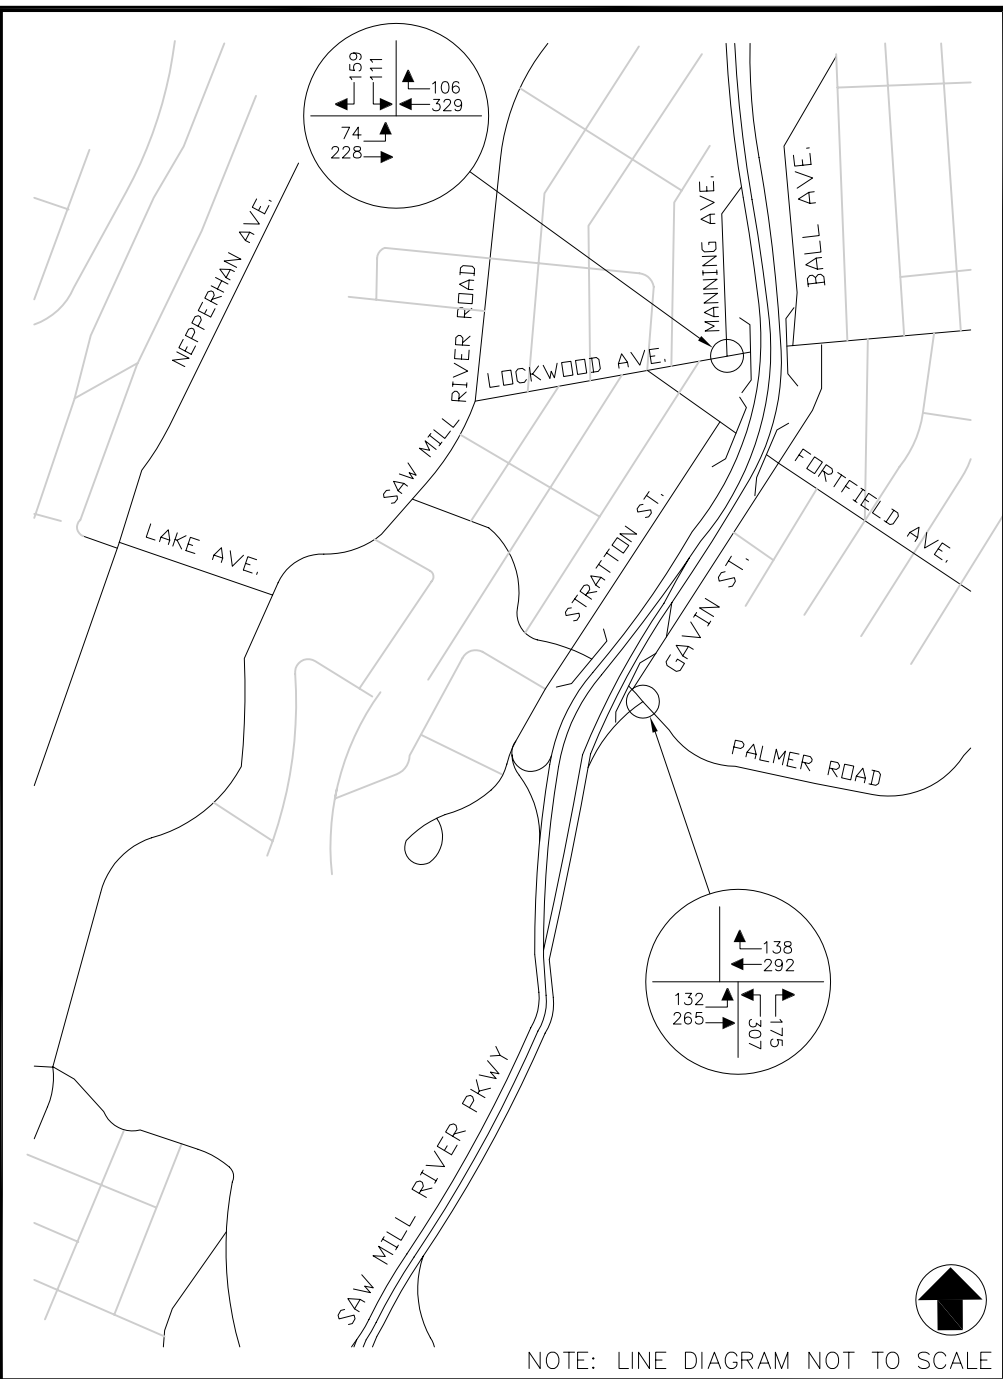 159
111
106
329
74
228
NEPPERHAN AVE.
SAW MILL RIVER ROAD
MANNING AVE.
BALL AVE.
LOCKWOOD AVE.
FORTFIELD AVE.
LAKE AVE.
STRATTON ST.
GAVIN ST.
PALMER ROAD
138
292
132
265
307
175
SAW MILL RIVER PKWY
NOTE: LINE DIAGRAM NOT TO SCALE